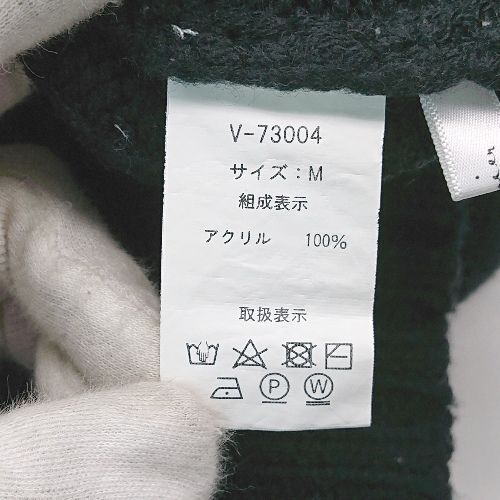 V-73004
サイズ:M
組成表示
アクリル 100%
取扱表示
P W